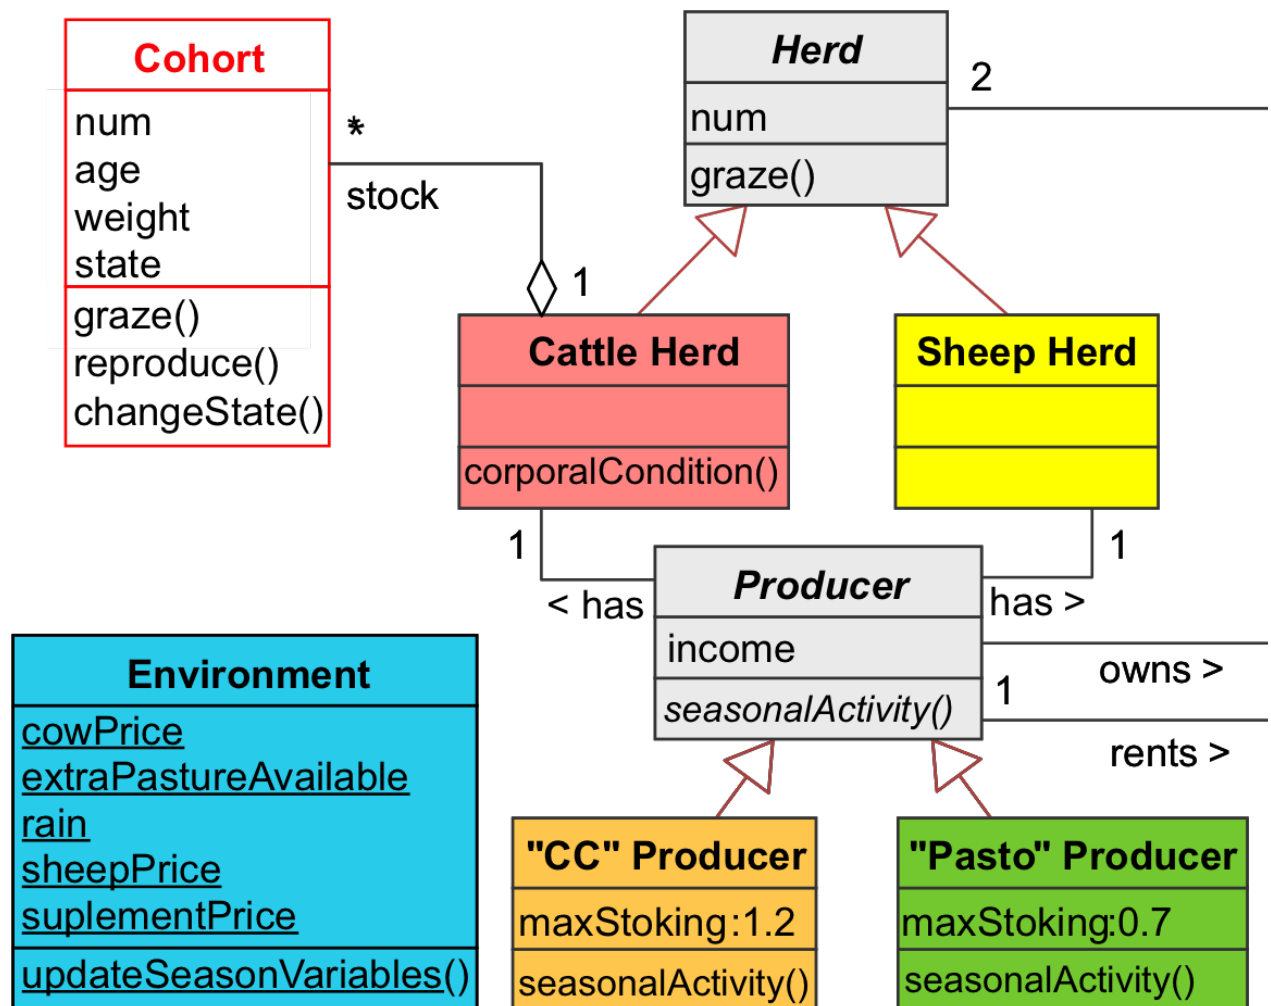 Cohort
num
age
weight
state
graze()
reproduce()
changeState()
*
stock
1
Herd
num
graze()
2
Cattle Herd
corporalCondition()
Sheep Herd
1
< has
1
has >
Producer
income
seasonalActivity()
owns >
1
rents >
Environment
cowPrice
extraPastureAvailable
rain
sheepPrice
suplementPrice
updateSeasonVariables()
"CC" Producer
maxStoking:1.2
seasonalActivity()
"Pasto" Producer
maxStoking:0.7
seasonalActivity()